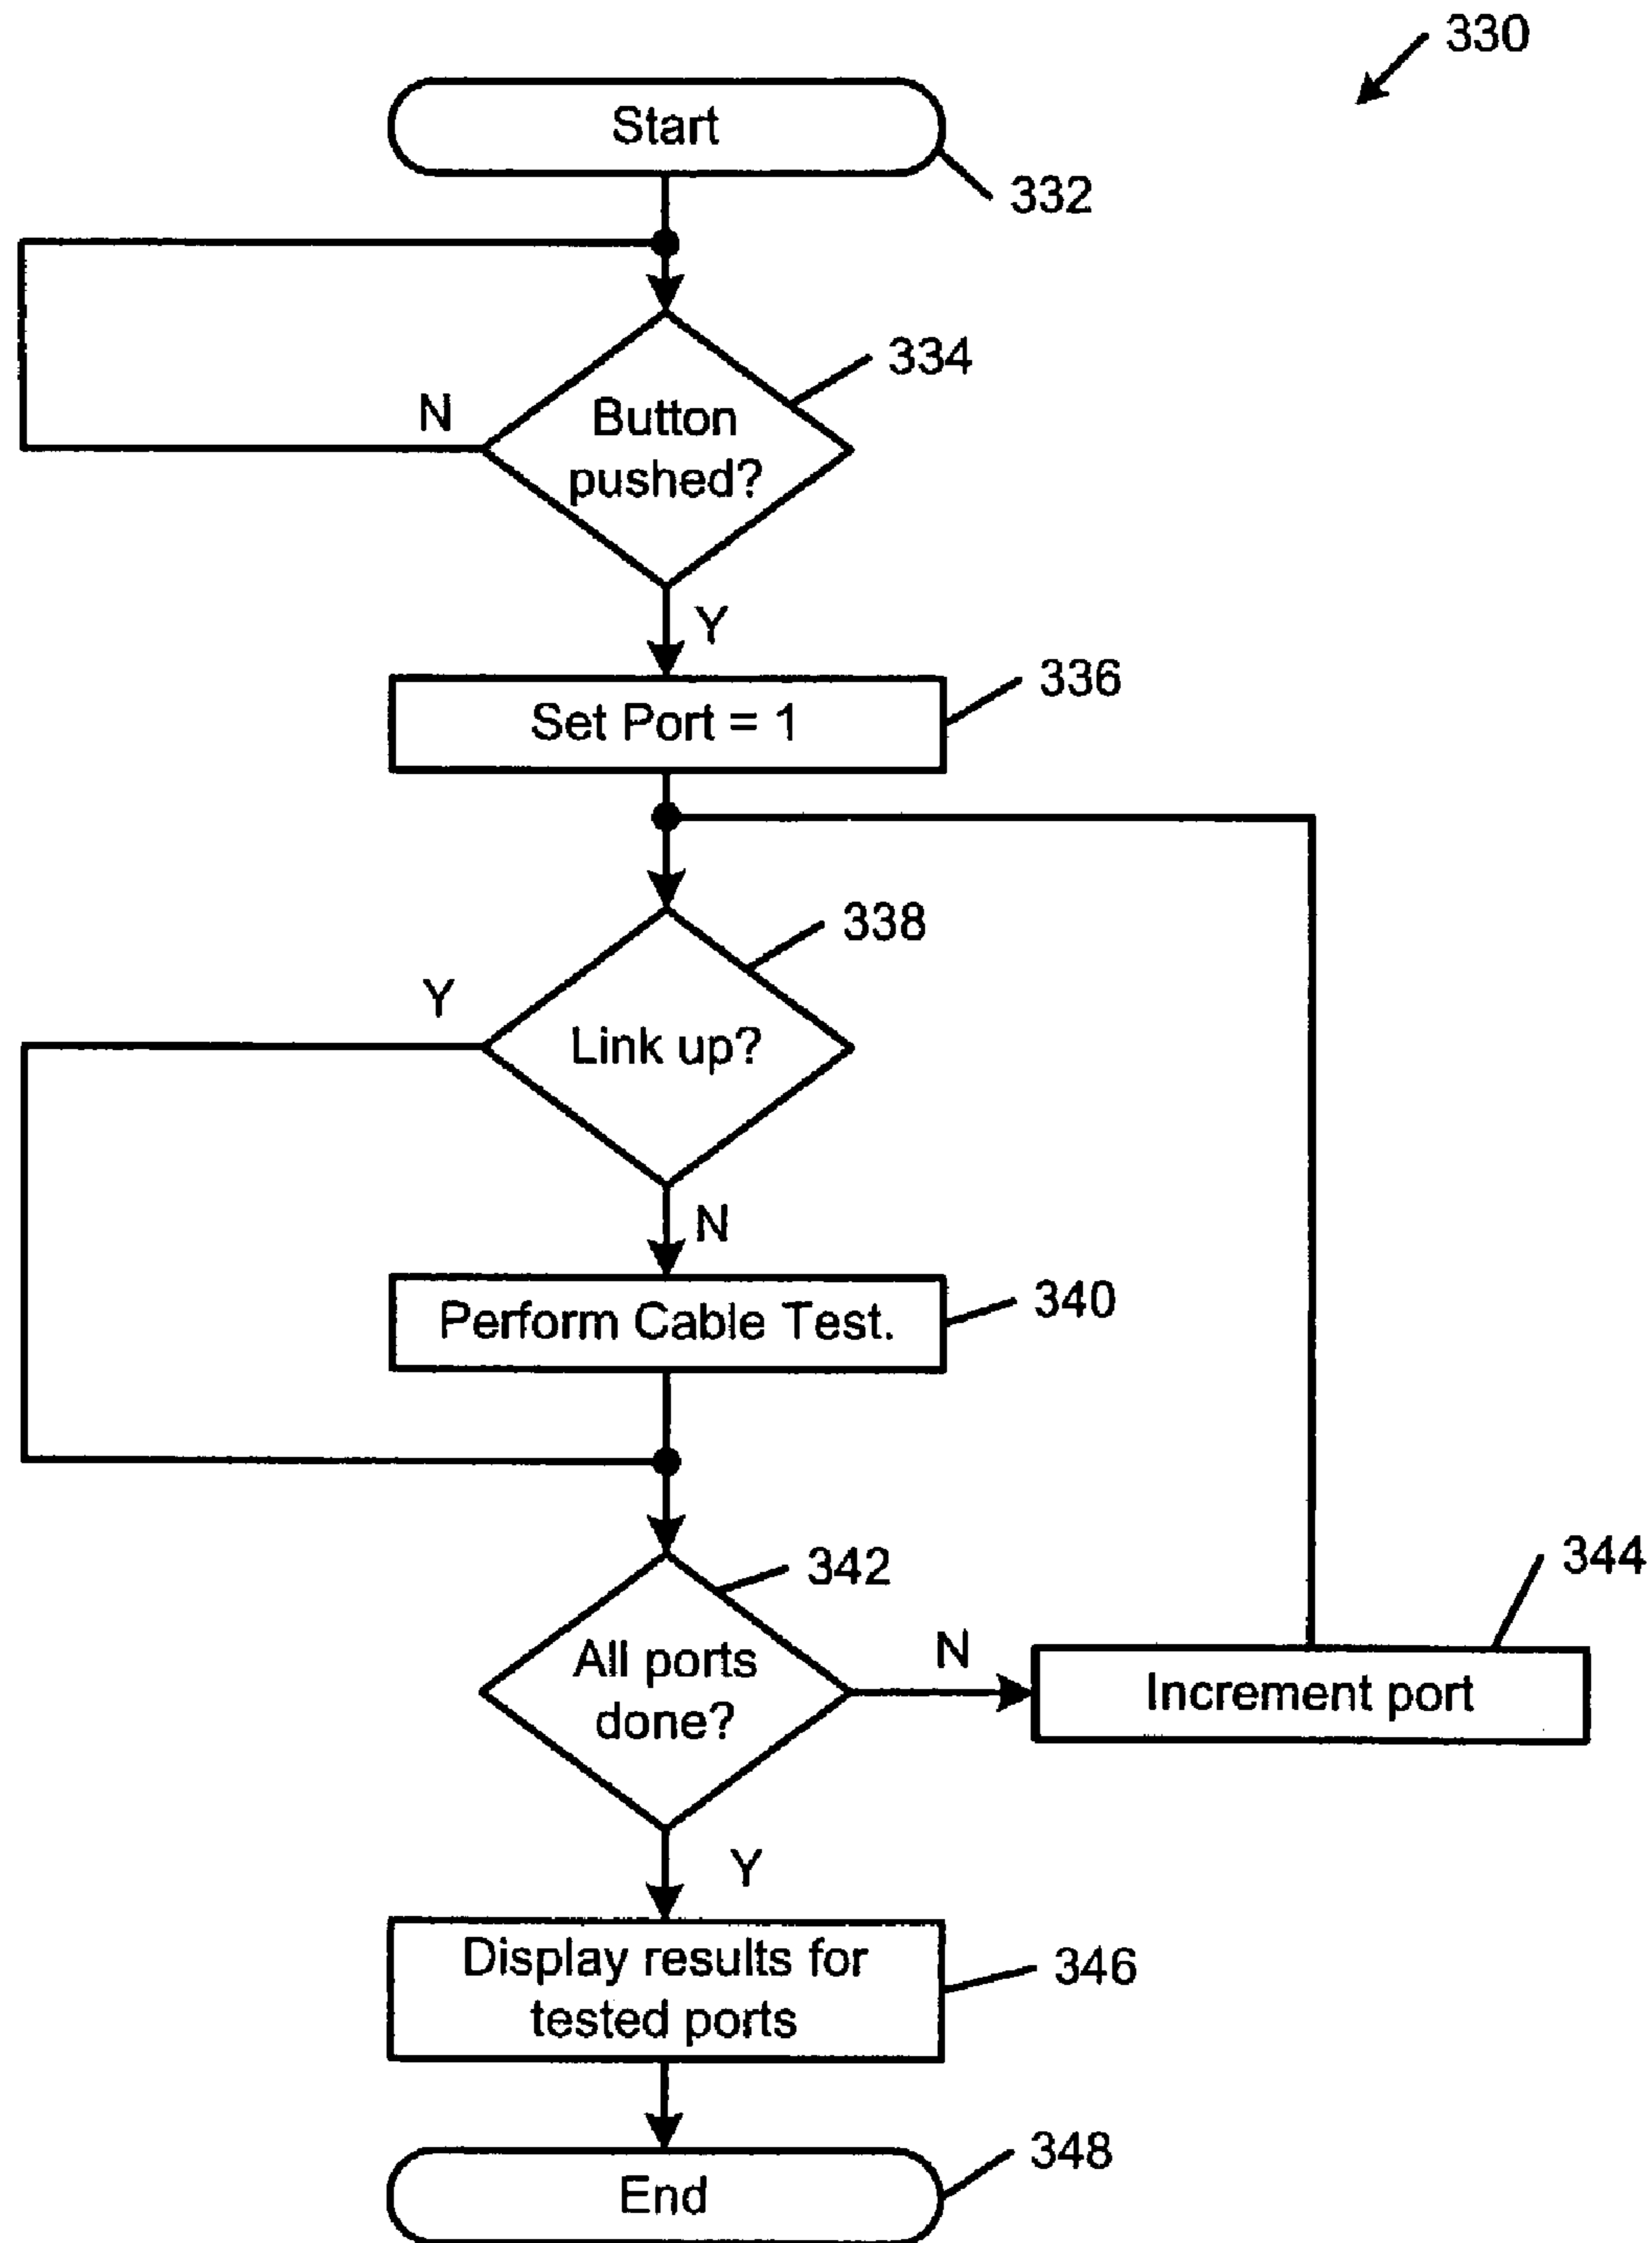 330
Start
332
334
N
Button
pushed?
Y
336
Set Port = 1
338
Y
Link up?
N
340
Perform Cable Test.
342
344
All ports
done?
N
Increment port
Y
Display results for
tested ports
346
348
End